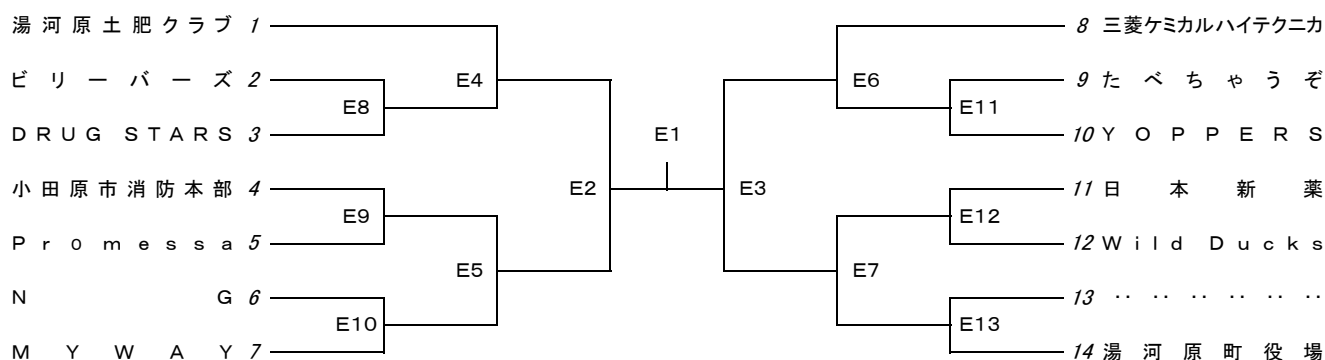 湯河原土肥クラブ 1
ビリーバーズ 2
DRUG STARS 3
小田原市消防本部 4
Promessa 5
NG 6
MYWAY 7
E8
E9
E10
E4
E5
E2
E1
E3
E6
E7
E11
E12
E13
8 三菱ケミカルハイテクニカ
9 たべちゃうぞ
10 YOPPERS
11 日本新薬
12 Wild Ducks
13 ‥‥‥‥‥‥
14 湯河原町役場